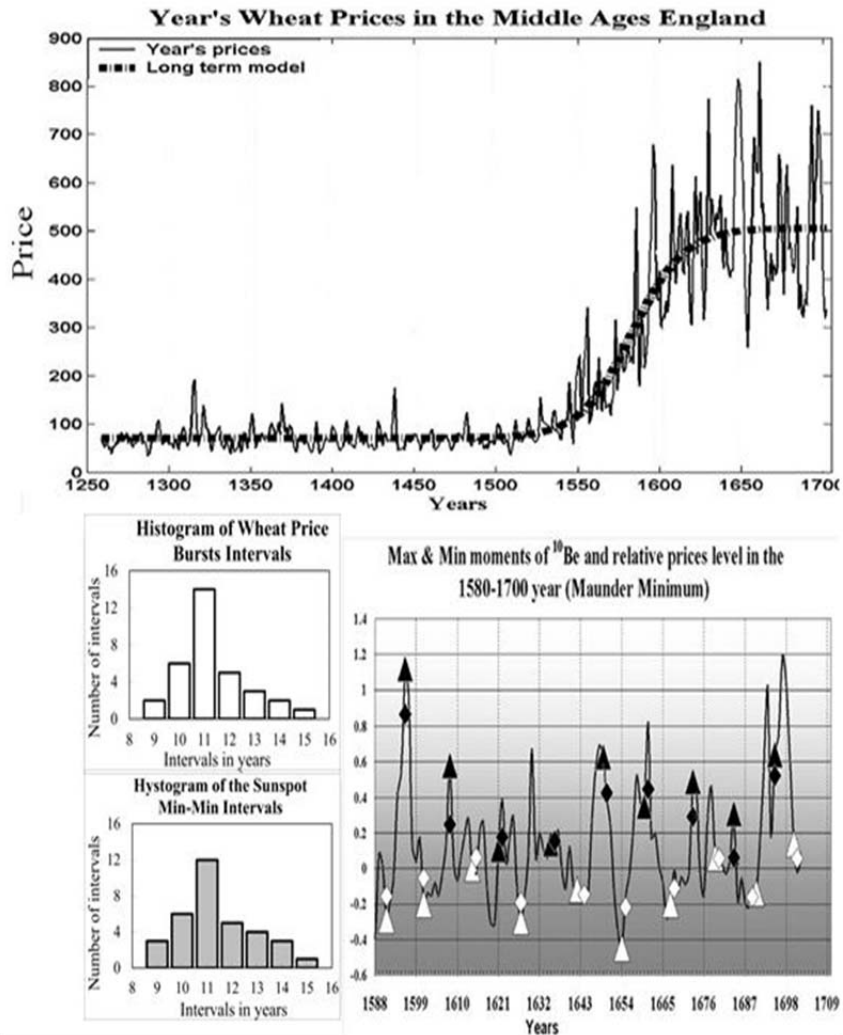 Year's Wheat Prices in the Middle Ages England
900
800
700
600
500
400
300
200
100
0
Price
Year's prices
Long term model
1250 1300 1350 1400 1450 1500 1550 1600 1650 1700
Years
Histogram of Wheat Price
Bursts Intervals
Number of intervals
16
12
8
4
0
8 9 10 11 12 13 14 15 16
Intervals in years
Hystogram of the Sunspot
Min-Min Intervals
Number of intervals
16
12
8
4
0
8 9 10 11 12 13 14 15 16
Intervals in years
Max & Min moments of ¹⁰Be and relative prices level in the
1580-1700 year (Maunder Minimum)
1.4
1.2
1
0.8
0.6
0.4
0.2
0
-0.2
-0.4
-0.6
1588 1599 1610 1621 1632 1643 1654 1665 1676 1687 1698 1709
Years